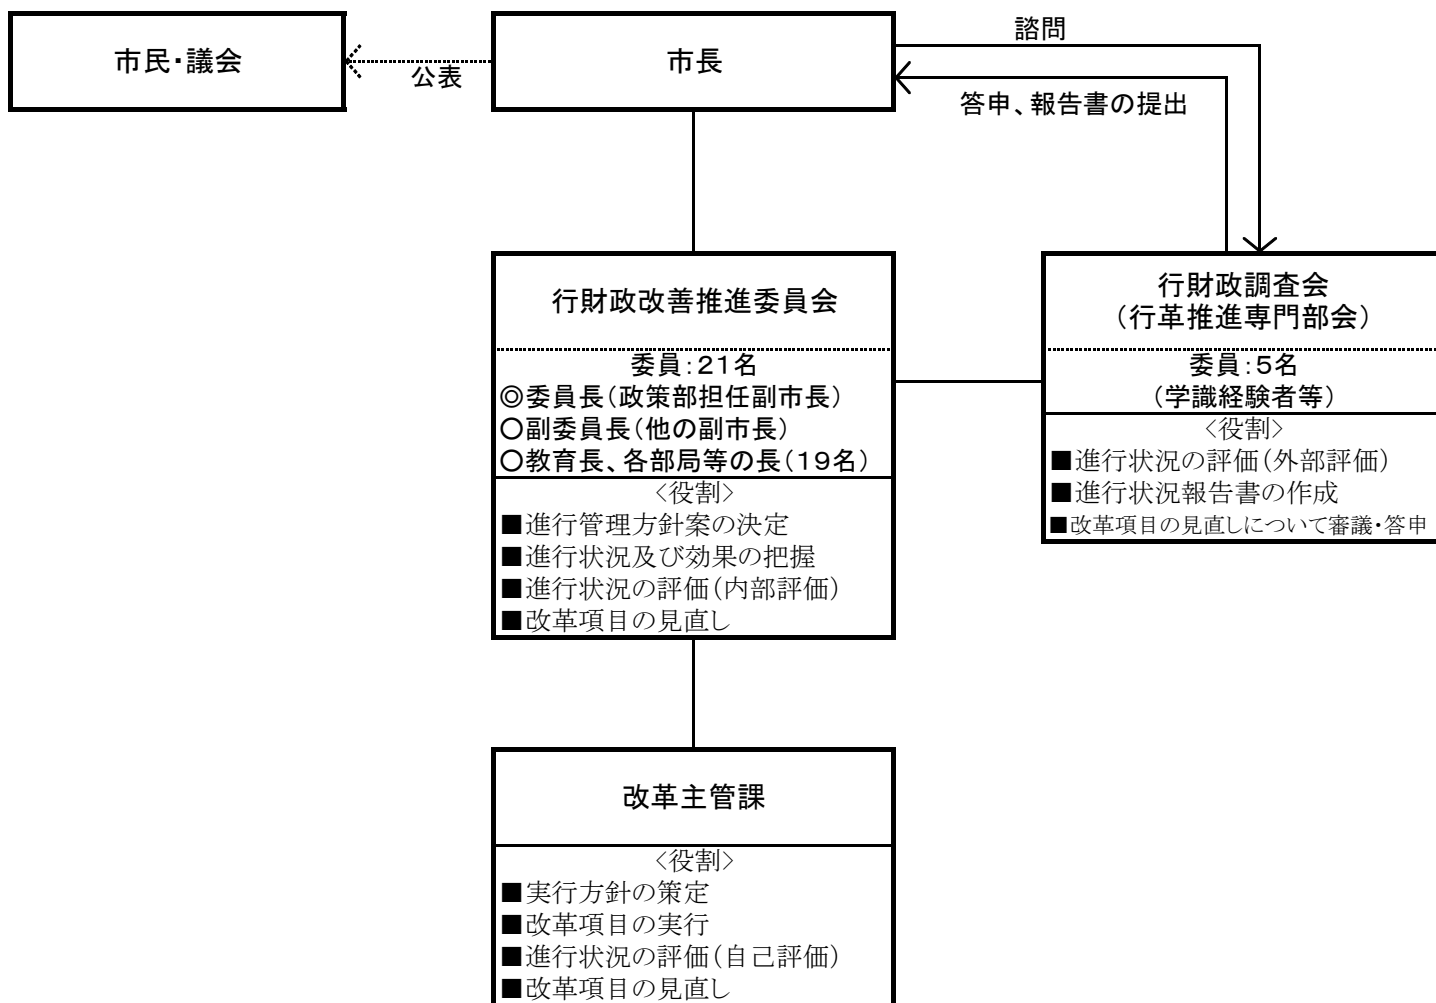 市民・議会
公表
市長
諮問
答申、報告書の提出
行財政改善推進委員会
委員：２１名
◎委員長（政策部担任副市長）
○副委員長（他の副市長）
○教育長、各部局等の長（１９名）
＜役割＞
■進行管理方針案の決定
■進行状況及び効果の把握
■進行状況の評価（内部評価）
■改革項目の見直し
行財政調査会
（行革推進専門部会）
委員：５名
（学識経験者等）
＜役割＞
■進行状況の評価（外部評価）
■進行状況報告書の作成
■改革項目の見直しについて審議・答申
改革主管課
＜役割＞
■実行方針の策定
■改革項目の実行
■進行状況の評価（自己評価）
■改革項目の見直し